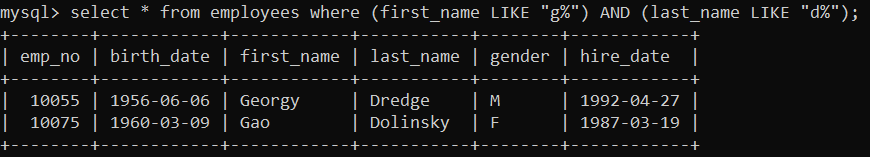 mysql> select * from employees where (first_name LIKE "g%") AND (last_name LIKE "d%");
+--------+------------+------------+-----------+--------+------------+
| emp_no | birth_date | first_name | last_name | gender | hire_date  |
+--------+------------+------------+-----------+--------+------------+
|  10055 | 1956-06-06 | Georgy     | Dredge    | M      | 1992-04-27 |
|  10075 | 1960-03-09 | Gao        | Dolinsky  | F      | 1987-03-19 |
+--------+------------+------------+-----------+--------+------------+